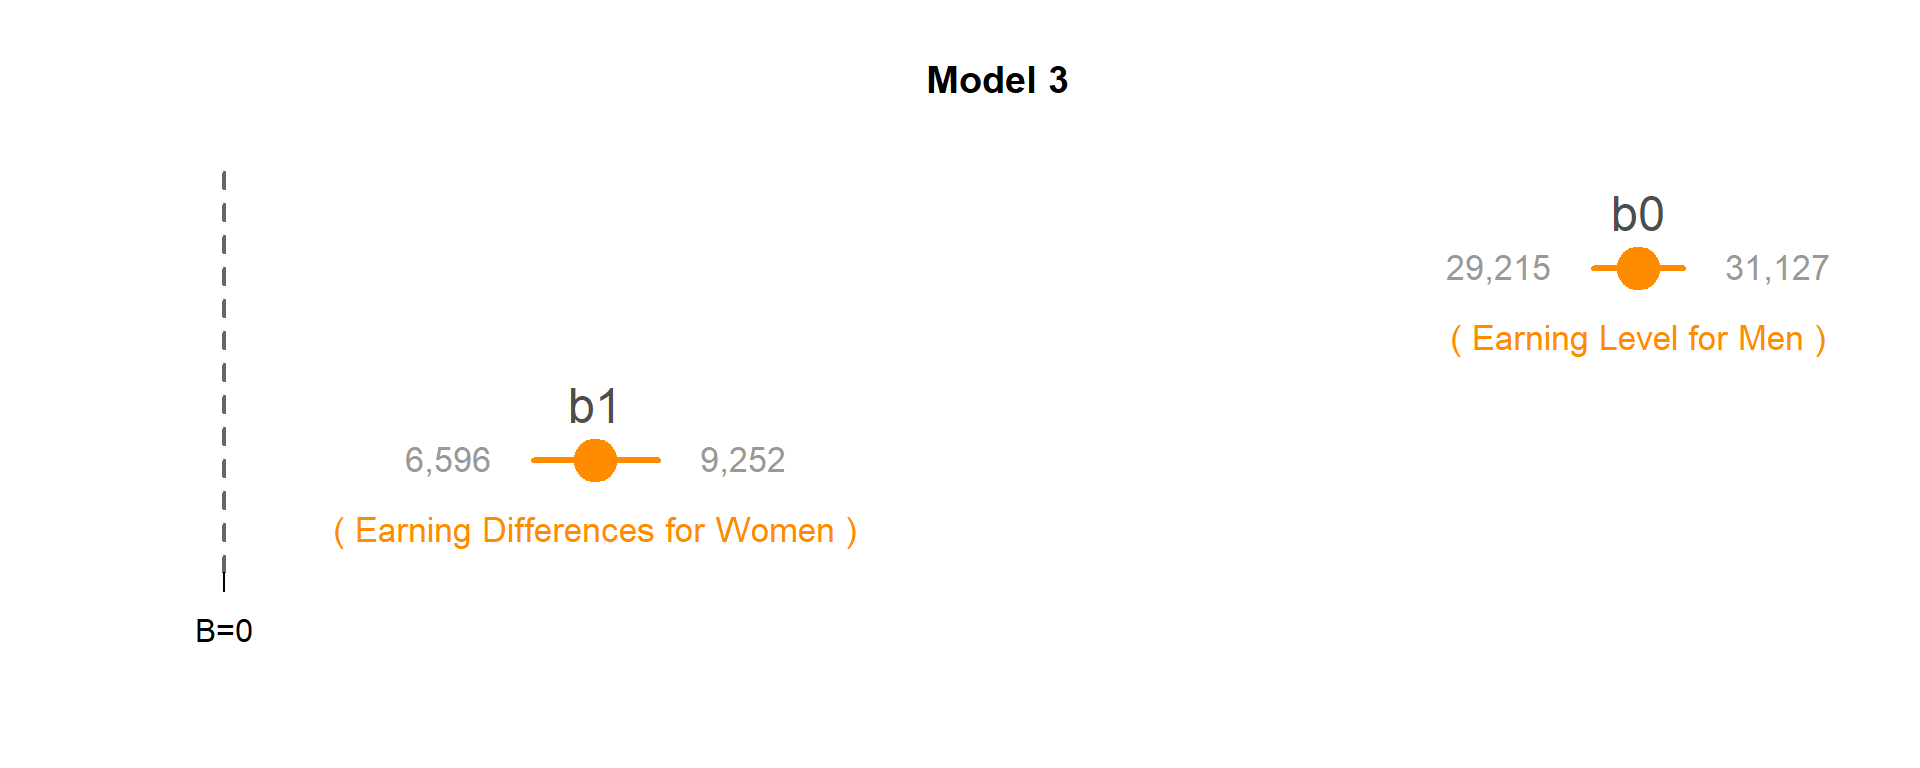 Model 3
b0
29,215 31,127
( Earning Level for Men )
b1
6,596 9,252
( Earning Differences for Women )
B=0